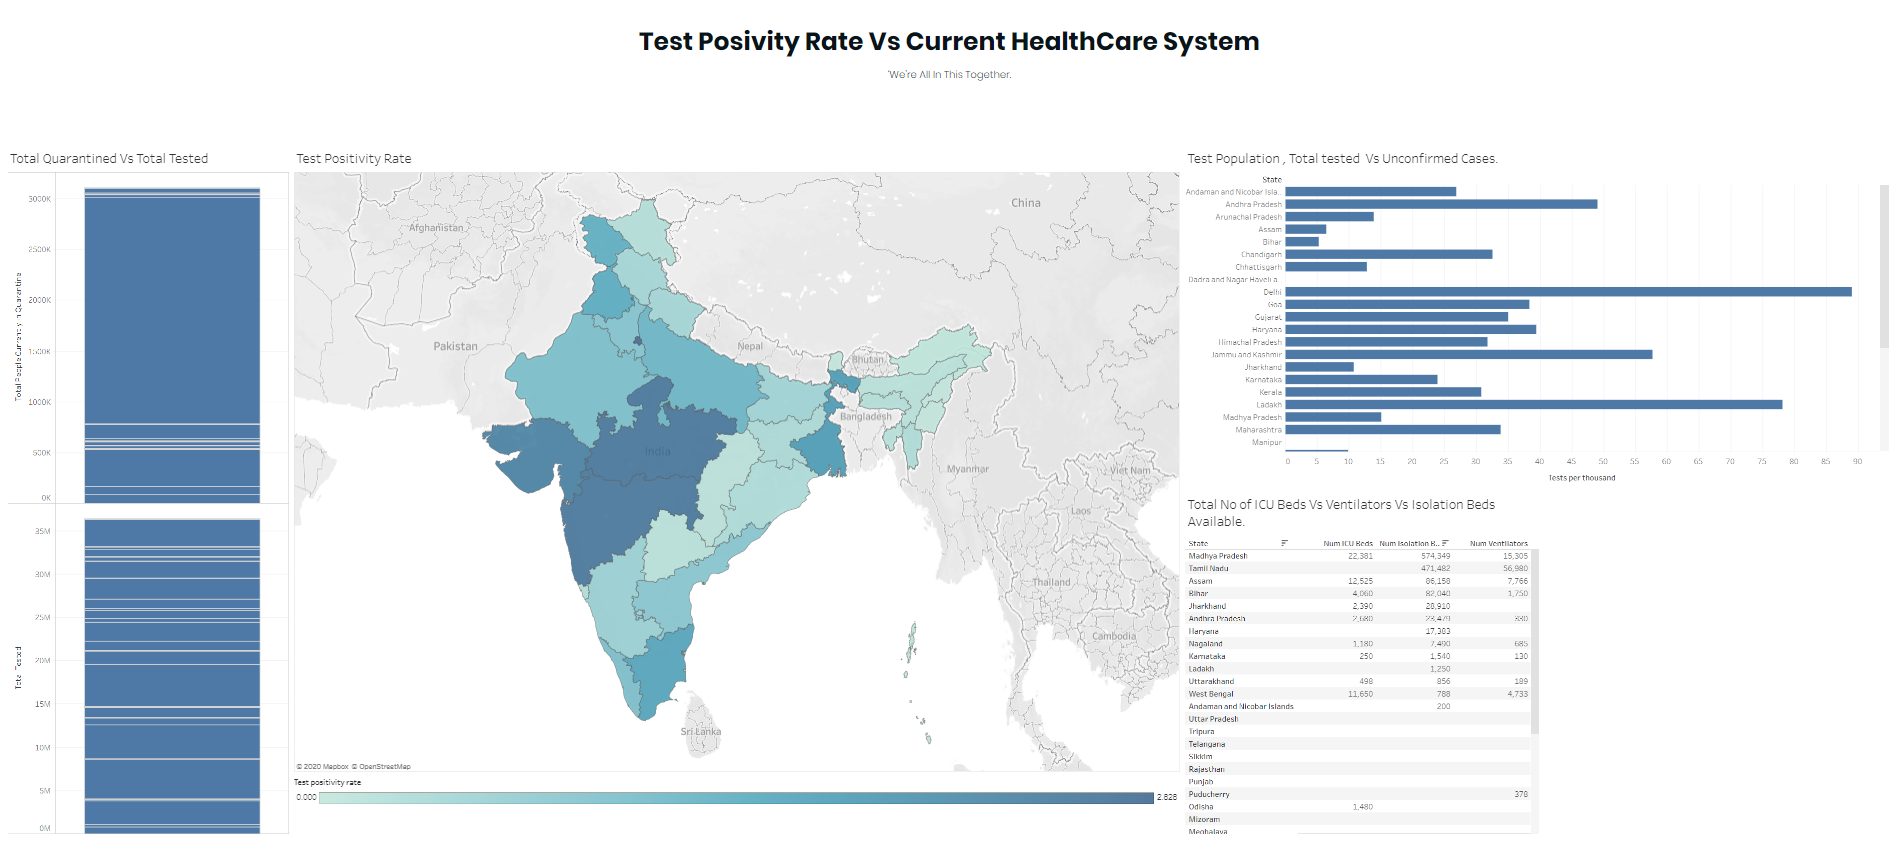 Test Posivity Rate Vs Current HealthCare System
'We're All In This Together.
Total Quarantined Vs Total Tested
Total People Currently in Quarantine
3000K
2500K
2000K
1500K
1000K
500K
0K
Total Tested
35M
30M
25M
20M
15M
10M
5M
0M
Test Positivity Rate
China
Afghanistan
Pakistan
Nepal
Bhutan
Bangladesh
India
Myanmar
Viet Nam
Laos
Thailand
Cambodia
Sri Lanka
© 2020 Mapbox © OpenStreetMap
Test positivity rate
0.000
2.828
Test Population , Total tested  Vs Unconfirmed Cases.
State
Andaman and Nicobar Isla..
Andhra Pradesh
Arunachal Pradesh
Assam
Bihar
Chandigarh
Chhattisgarh
Dadra and Nagar Haveli a..
Delhi
Goa
Gujarat
Haryana
Himachal Pradesh
Jammu and Kashmir
Jharkhand
Karnataka
Kerala
Ladakh
Madhya Pradesh
Maharashtra
Manipur
0 5 10 15 20 25 30 35 40 45 50 55 60 65 70 75 80 85 90
Tests per thousand
Total No of ICU Beds Vs Ventilators Vs Isolation Beds
Available.
State Num ICU Beds Num Isolation B.. Num Ventilators
Madhya Pradesh 22,381 574,349 15,305
Tamil Nadu 471,482 56,980
Assam 12,525 86,158 7,766
Bihar 4,060 82,040 1,750
Jharkhand 2,390 28,910
Andhra Pradesh 2,680 23,479 330
Haryana 17,383
Nagaland 1,180 7,490 685
Karnataka 250 1,540 130
Ladakh 1,250
Uttarakhand 498 856 189
West Bengal 11,650 788 4,733
Andaman and Nicobar Islands 200
Uttar Pradesh
Tripura
Telangana
Sikkim
Rajasthan
Punjab
Puducherry 378
Odisha 1,480
Mizoram
Meghalaya